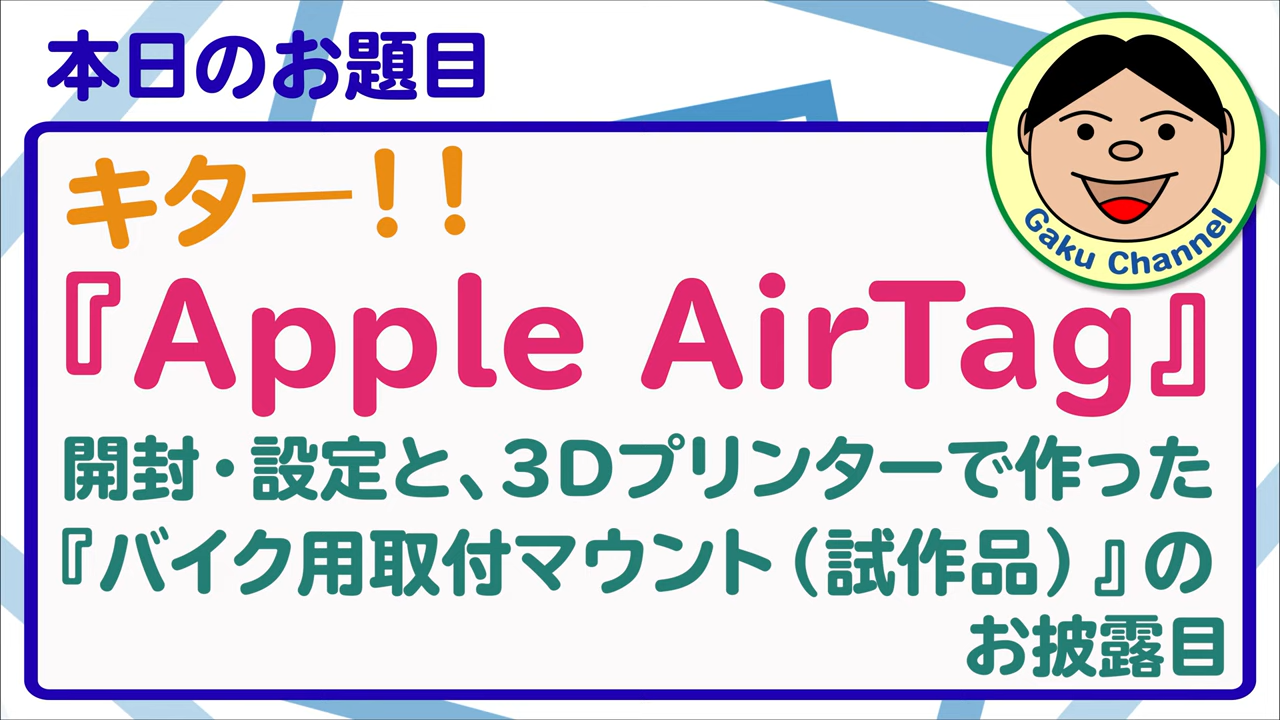 本日のお題目
キター！！
『Apple AirTag』
開封・設定と、3Dプリンターで作った
『バイク用取付マウント（試作品）』の
お披露目
Gaku Channel